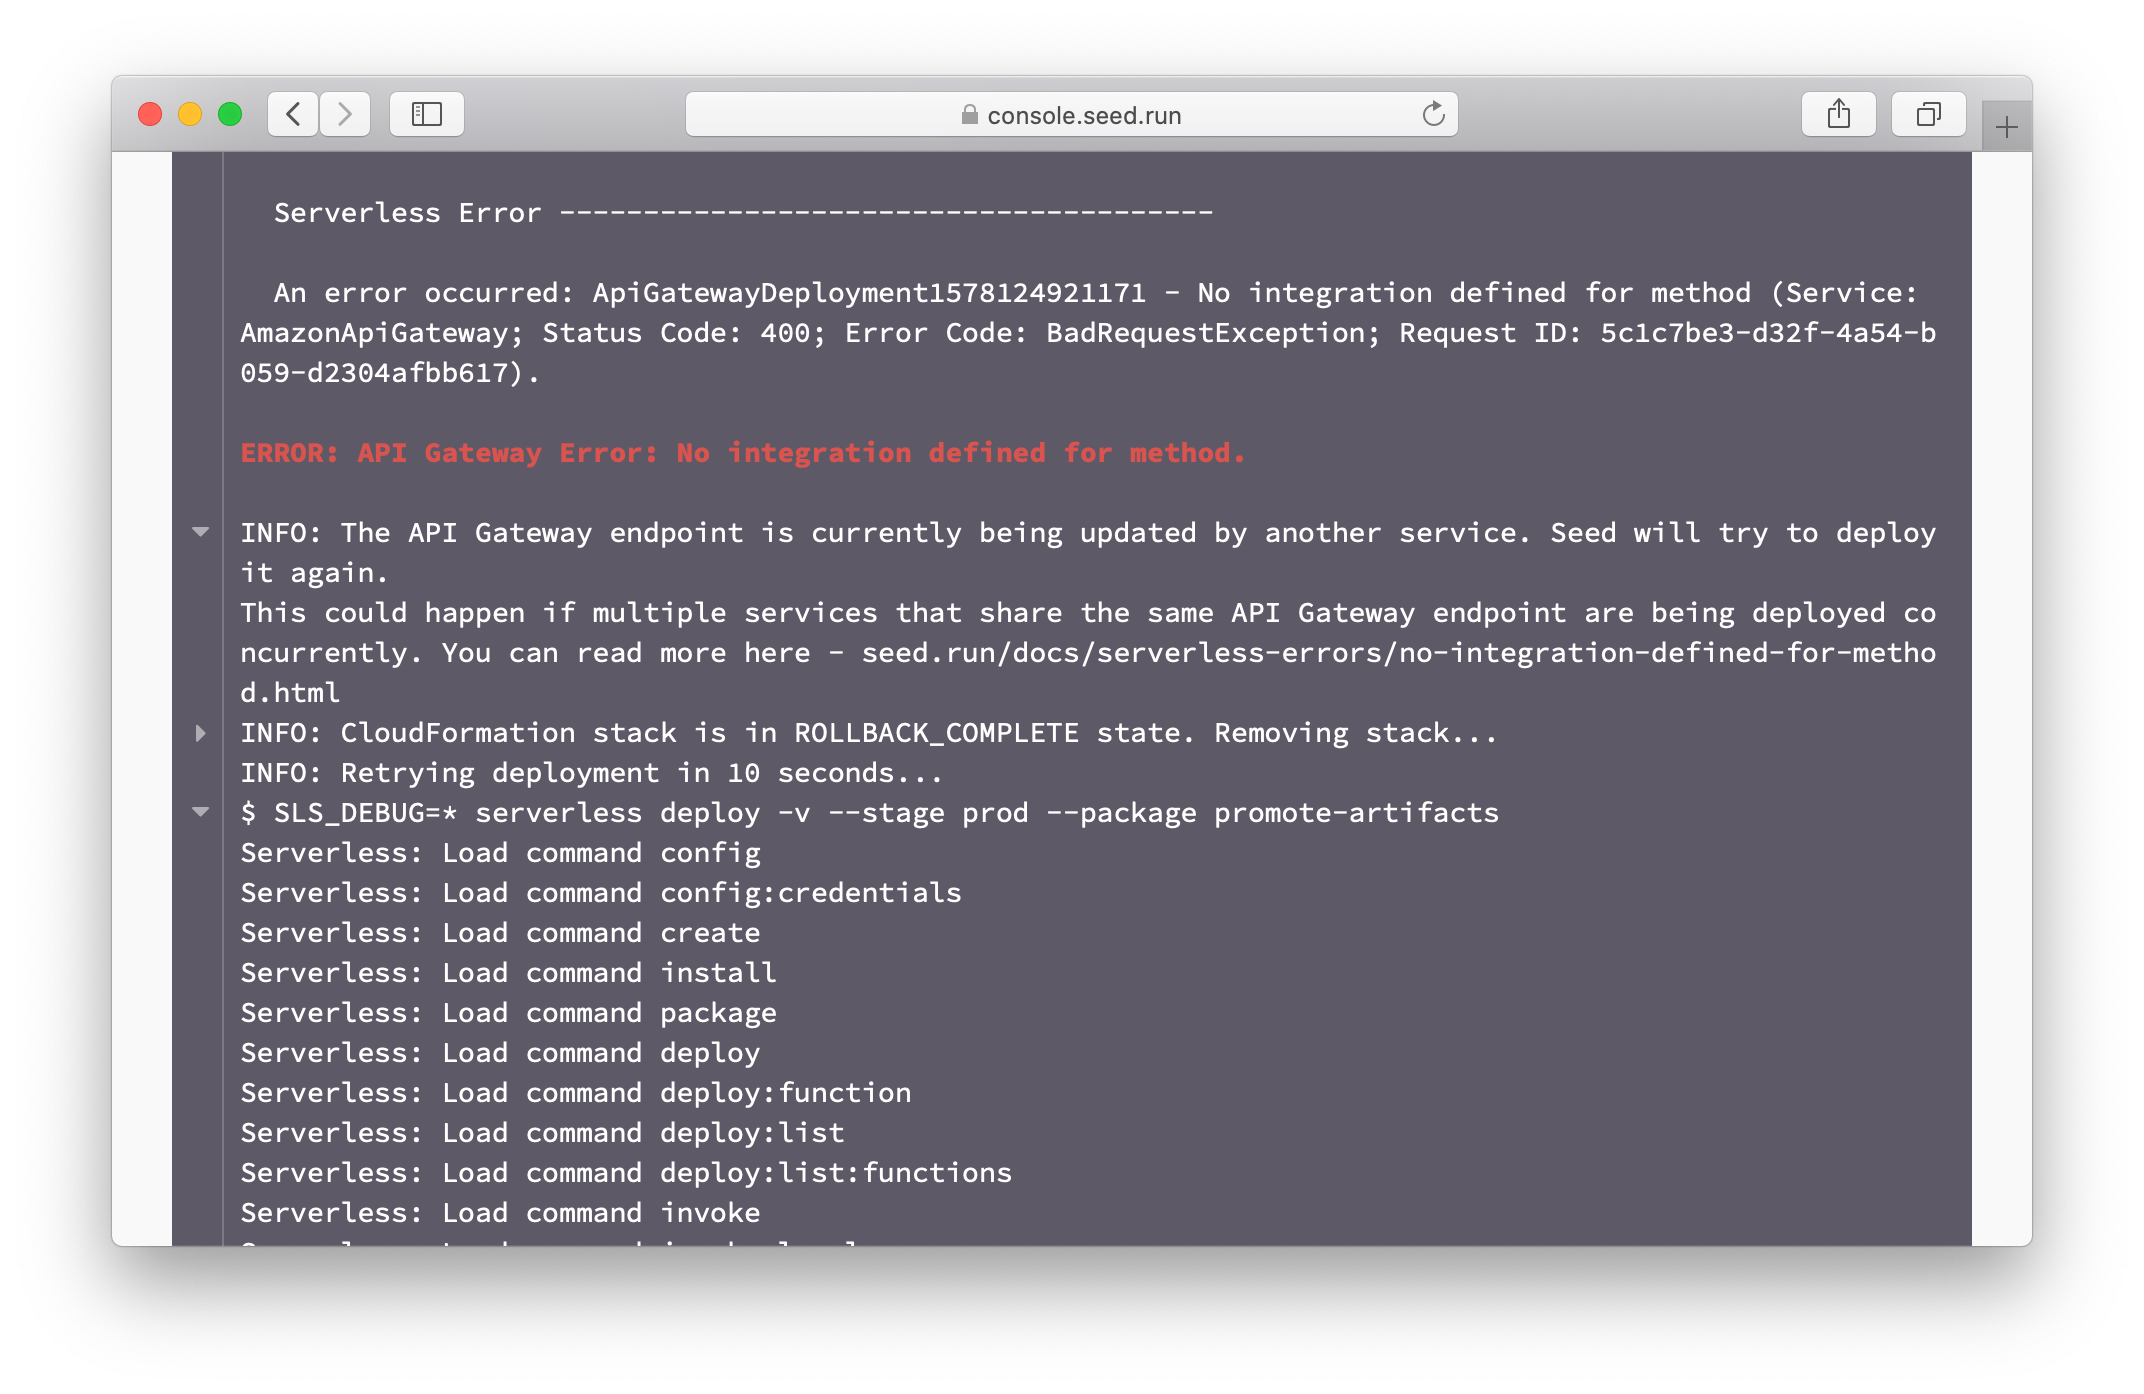 console.seed.run
Serverless Error ---------------------------------------
An error occurred: ApiGatewayDeployment1578124921171 - No integration defined for method (Service:
AmazonApiGateway; Status Code: 400; Error Code: BadRequestException; Request ID: 5c1c7be3-d32f-4a54-b
059-d2304afbb617).
ERROR: API Gateway Error: No integration defined for method.
INFO: The API Gateway endpoint is currently being updated by another service. Seed will try to deploy
it again.
This could happen if multiple services that share the same API Gateway endpoint are being deployed co
ncurrently. You can read more here - seed.run/docs/serverless-errors/no-integration-defined-for-metho
d.html
INFO: CloudFormation stack is in ROLLBACK_COMPLETE state. Removing stack...
INFO: Retrying deployment in 10 seconds...
$ SLS_DEBUG=* serverless deploy -v --stage prod --package promote-artifacts
Serverless: Load command config
Serverless: Load command config:credentials
Serverless: Load command create
Serverless: Load command install
Serverless: Load command package
Serverless: Load command deploy
Serverless: Load command deploy:function
Serverless: Load command deploy:list
Serverless: Load command deploy:list:functions
Serverless: Load command invoke